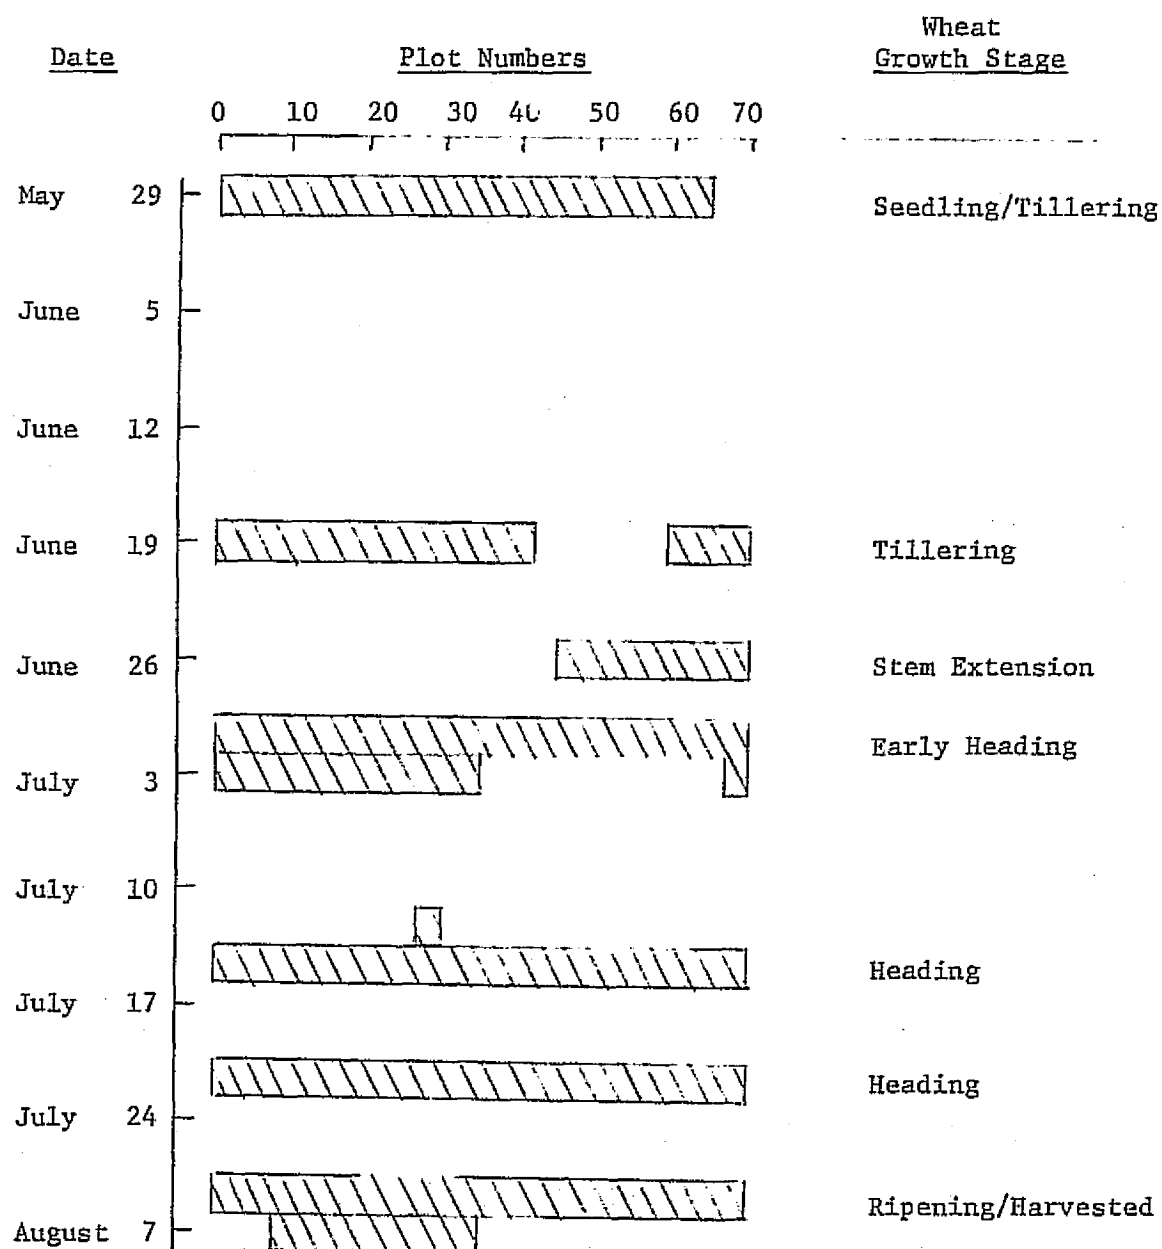 Wheat
Date Plot Numbers Growth Stage
0 10 20 30 40 50 60 70
May 29 Seedling/Tillering
June 5
June 12
June 19 Tillering
June 26 Stem Extension
Early Heading
July 3
July 10
Heading
July 17
Heading
July 24
Ripening/Harvested
August 7